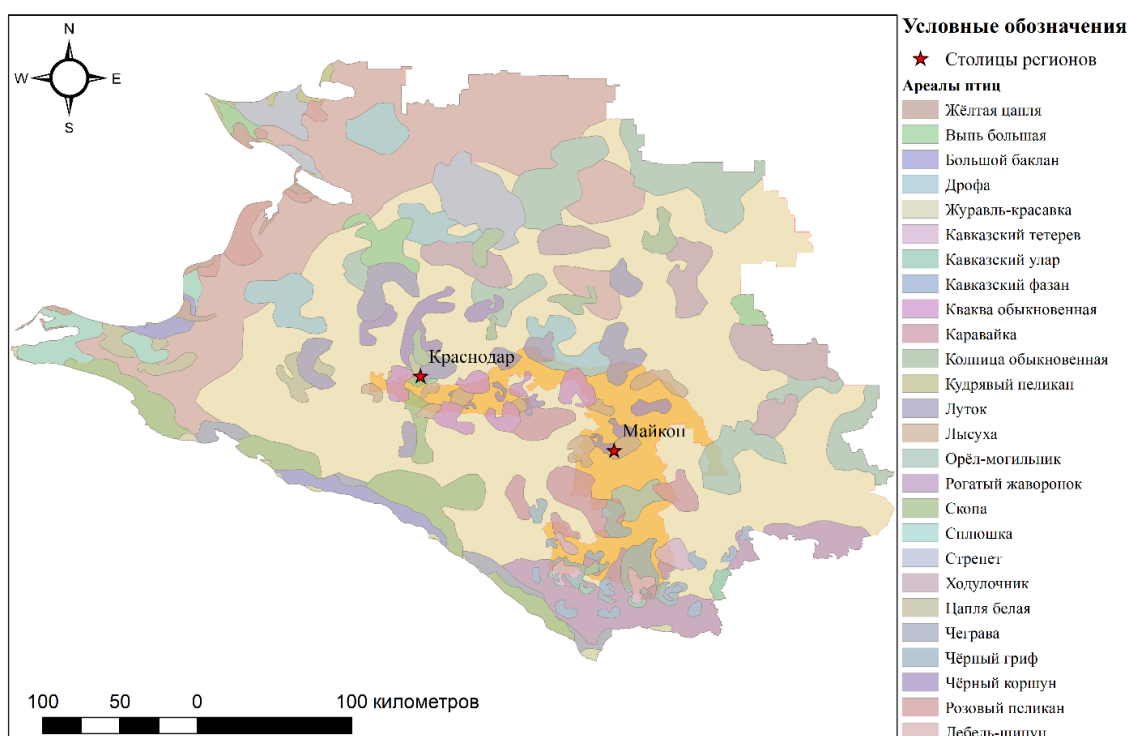 N
W E
S
Краснодар
Майкоп
100 50 0 100 километров
Условные обозначения
Столицы регионов
Ареалы птиц
Жёлтая цапля
Выпь большая
Большой баклан
Дрофа
Журавль-красавка
Кавказский тетерев
Кавказский улар
Кавказский фазан
Кваква обыкновенная
Каравайка
Колпица обыкновенная
Кудрявый пеликан
Луток
Лысуха
Орёл-могильник
Рогатый жаворонок
Скопа
Сплюшка
Стрепет
Ходулочник
Цапля белая
Чеграва
Чёрный гриф
Чёрный коршун
Розовый пеликан
Лебедь-шипун